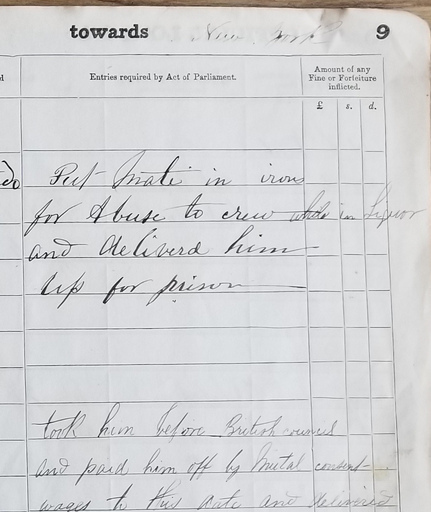 towards New York 9
d
Entries required by Act of Parliament.
Amount of any
Fine or Forfeiture
inflicted.
£ s. d.
do
Put Mate in irons
for Abuse to crew while in liquor
and deliverd him
up for prison
took him before British councel
and paid him off by mutal consent
wages to this date and delivered